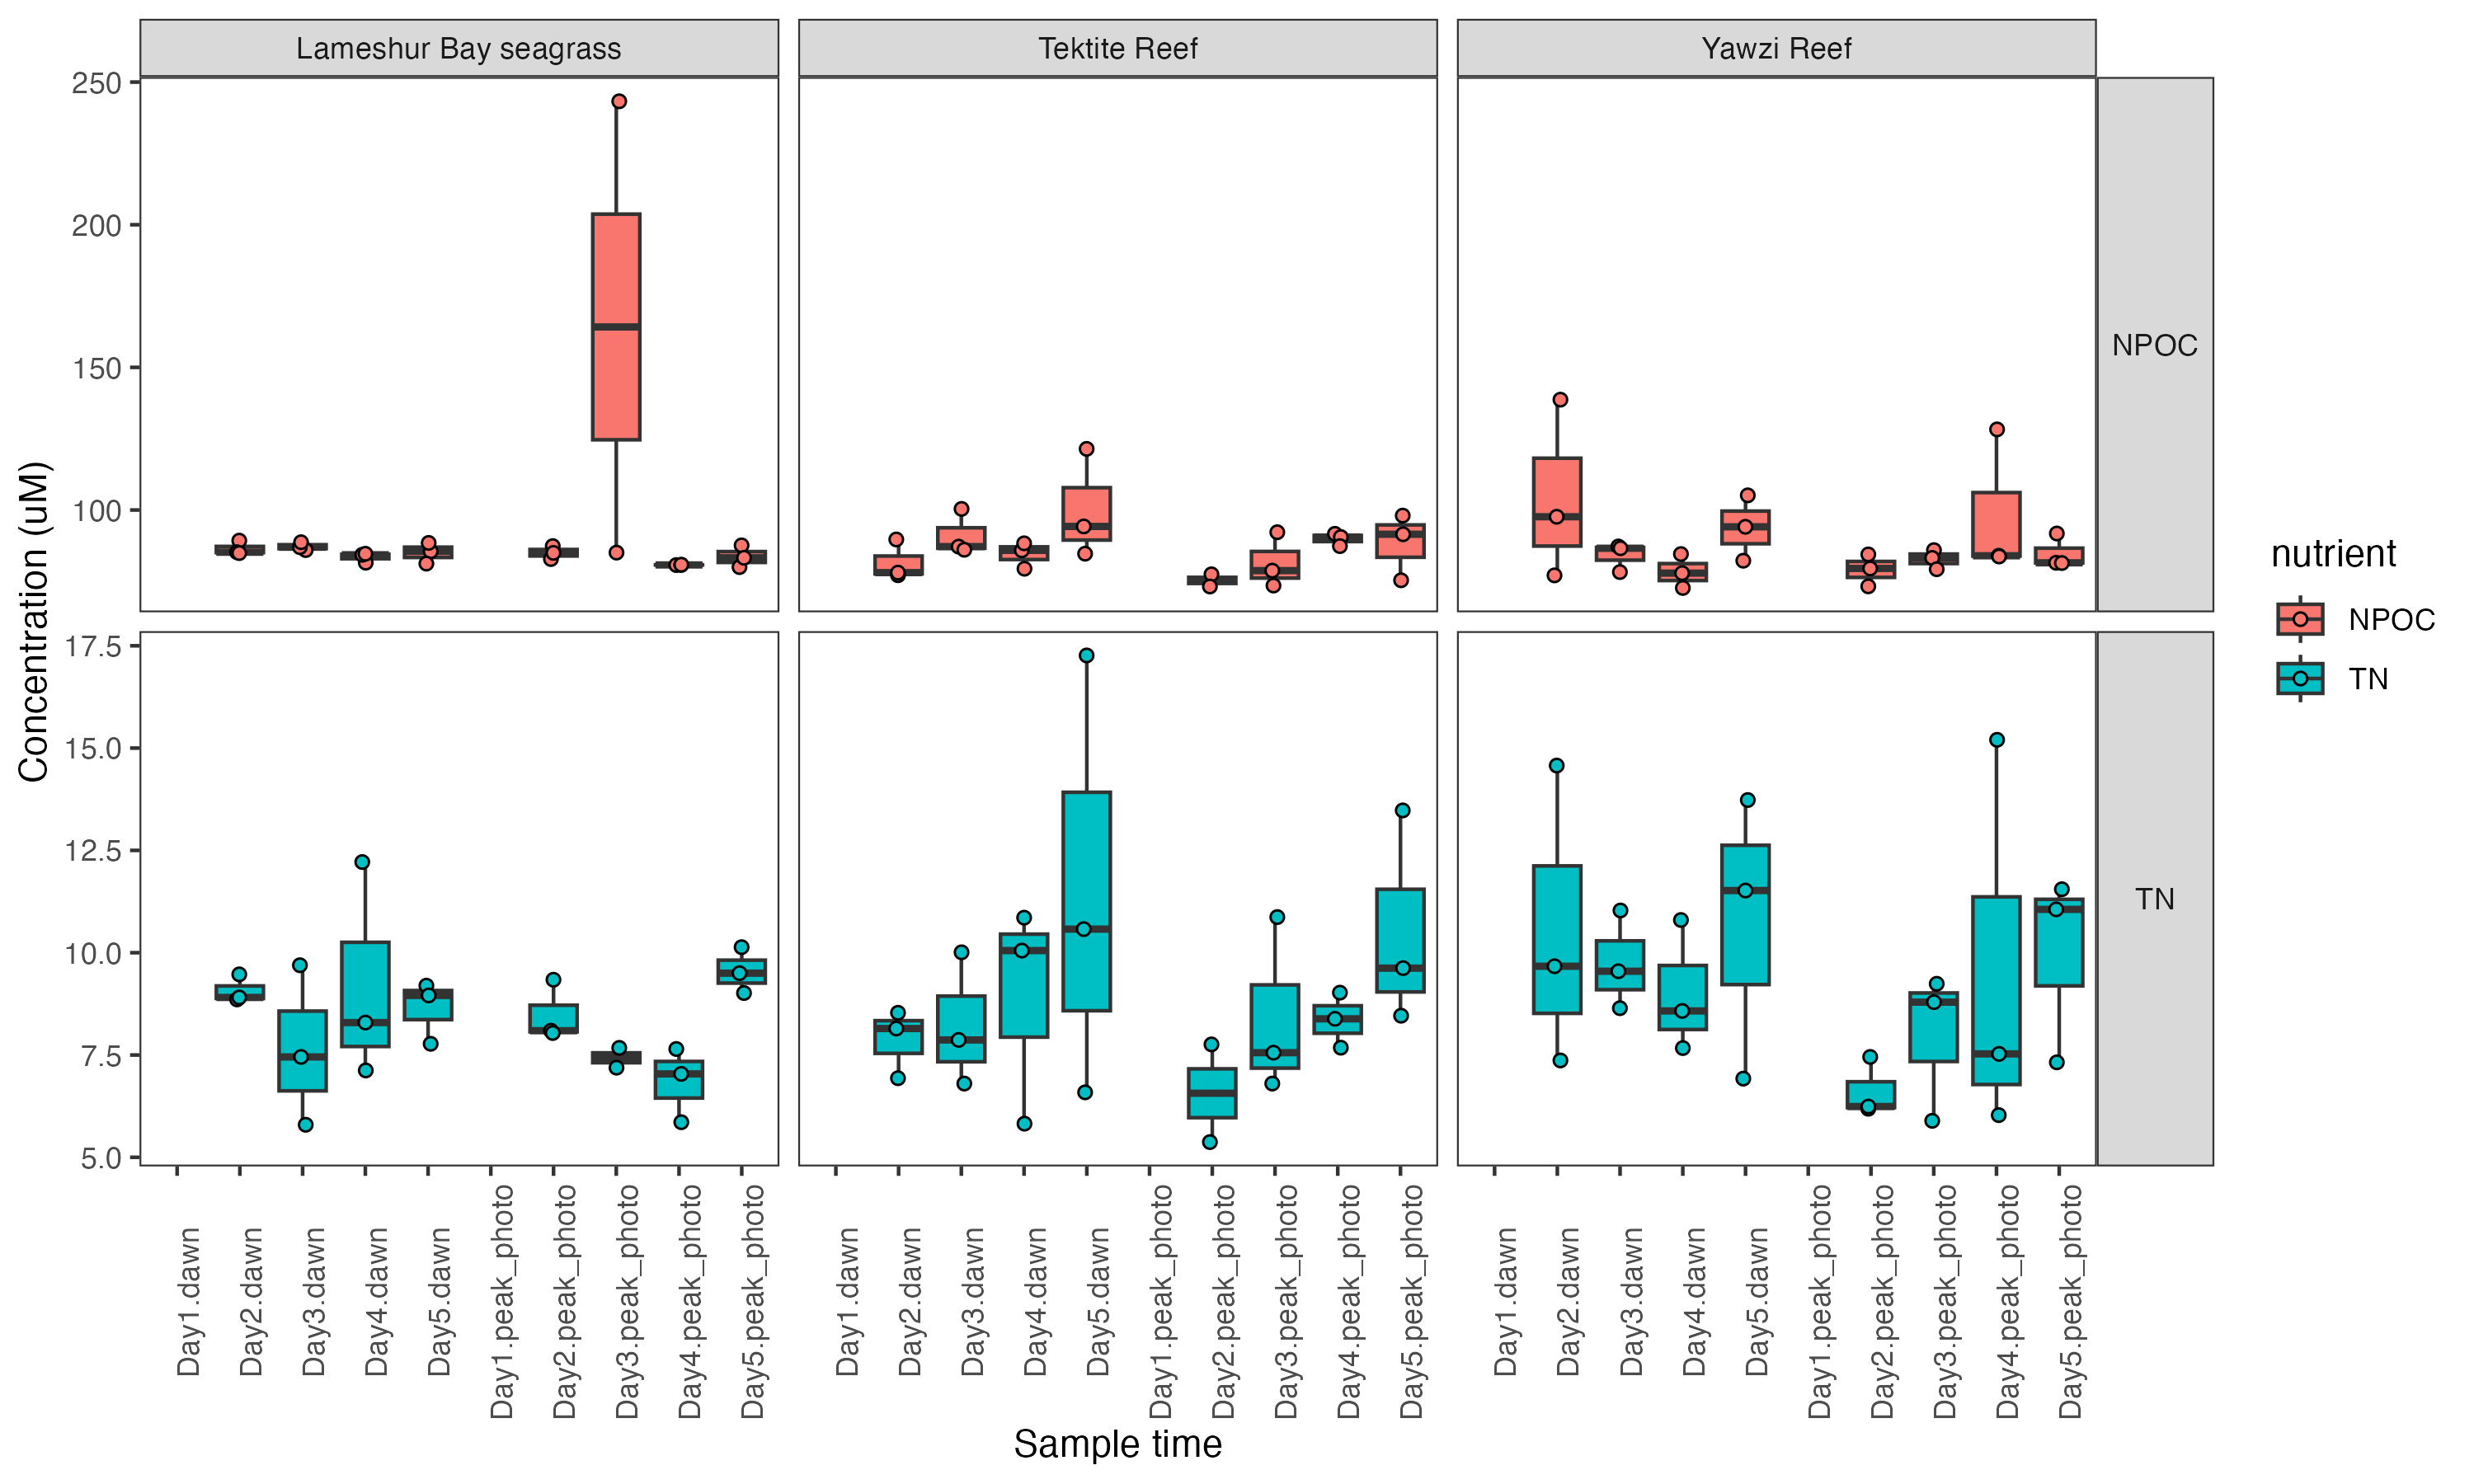 Lameshur Bay seagrass
Tektite Reef
Yawzi Reef
250
200
150
100
NPOC
17.5
15.0
12.5
10.0
7.5
5.0
TN
Concentration (uM)
nutrient
NPOC
TN
Day1.dawn
Day2.dawn
Day3.dawn
Day4.dawn
Day5.dawn
Day1.peak_photo
Day2.peak_photo
Day3.peak_photo
Day4.peak_photo
Day5.peak_photo
Day1.dawn
Day2.dawn
Day3.dawn
Day4.dawn
Day5.dawn
Day1.peak_photo
Day2.peak_photo
Day3.peak_photo
Day4.peak_photo
Day5.peak_photo
Day1.dawn
Day2.dawn
Day3.dawn
Day4.dawn
Day5.dawn
Day1.peak_photo
Day2.peak_photo
Day3.peak_photo
Day4.peak_photo
Day5.peak_photo
Sample time